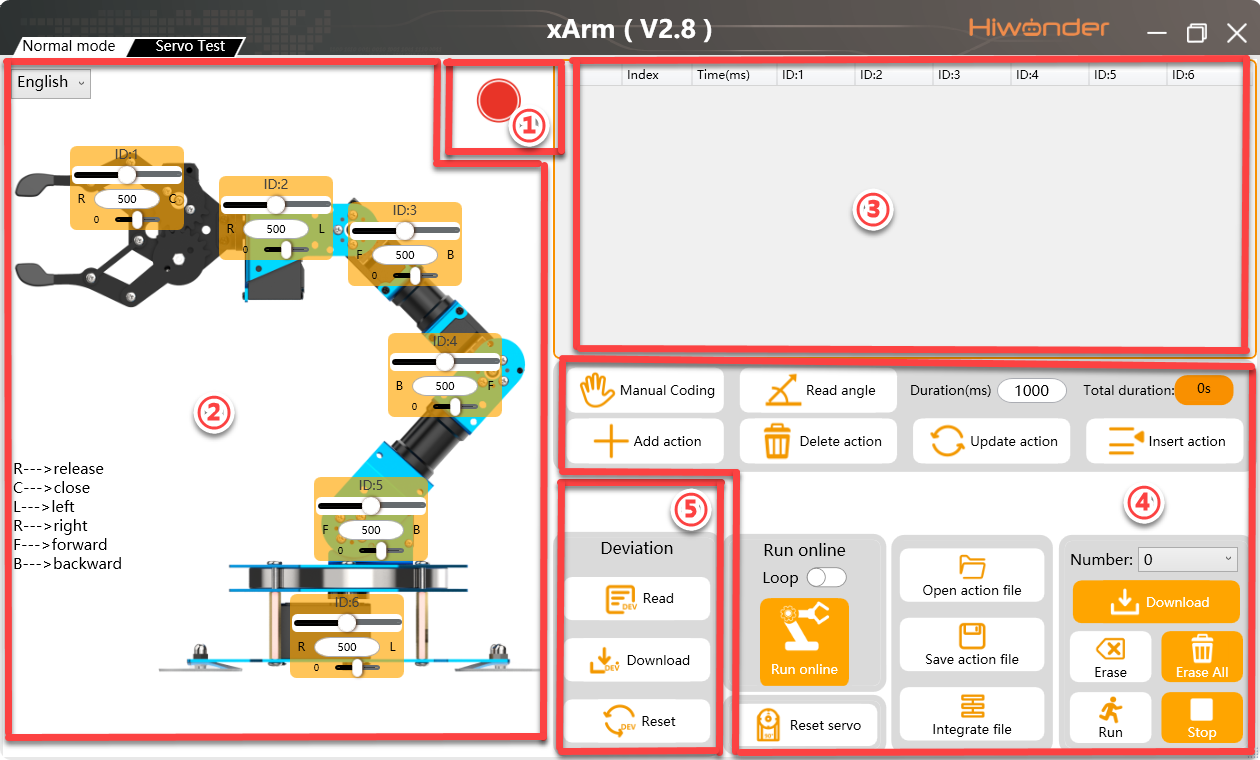 xArm ( V2.8 )
Hiwonder
Normal mode
Servo Test
English
①
Index Time(ms) ID:1 ID:2 ID:3 ID:4 ID:5 ID:6
③
ID:1
R 500 C
0
ID:2
R 500 L
0
ID:3
F 500 B
0
ID:4
B 500 F
0
②
R--->release
C--->close
L--->left
R--->right
F--->forward
B--->backward
ID:5
F 500 B
0
ID:6
R 500 L
0
Manual Coding
Read angle
Duration(ms) 1000
Total duration: 0s
Add action
Delete action
Update action
Insert action
⑤
④
Deviation
DEV Read
DEV Download
DEV Reset
Run online
Loop
Run online
Reset servo
Open action file
Save action file
Integrate file
Number: 0
Download
Erase
Erase All
Run
Stop